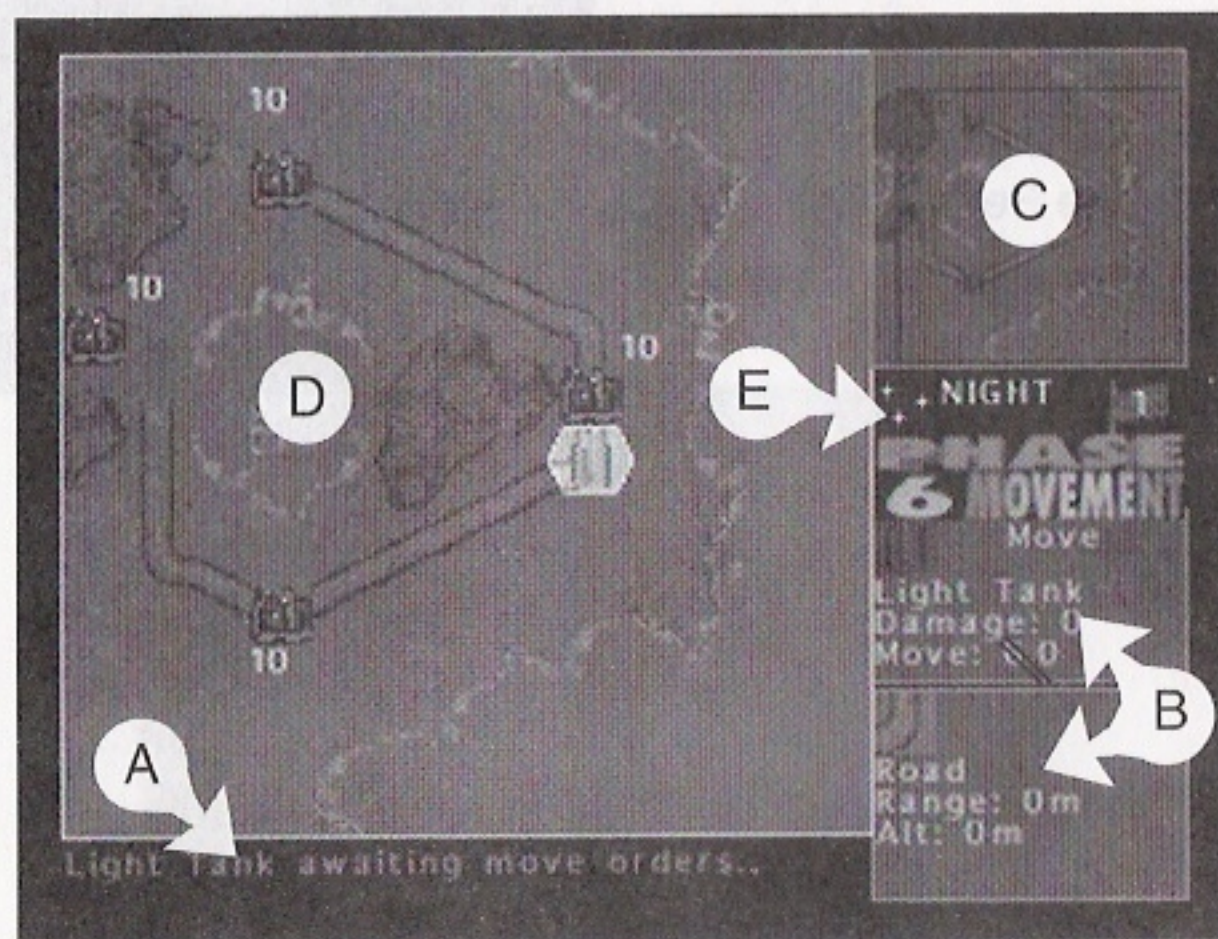 10
10
10
10
A
B
C
D
E
NIGHT 1
PHASE
6 MOVEMENT
Move
Light Tank
Damage: 0
Move:
Road
Range: 0m
Alt: 0m
Light Tank awaiting move orders..